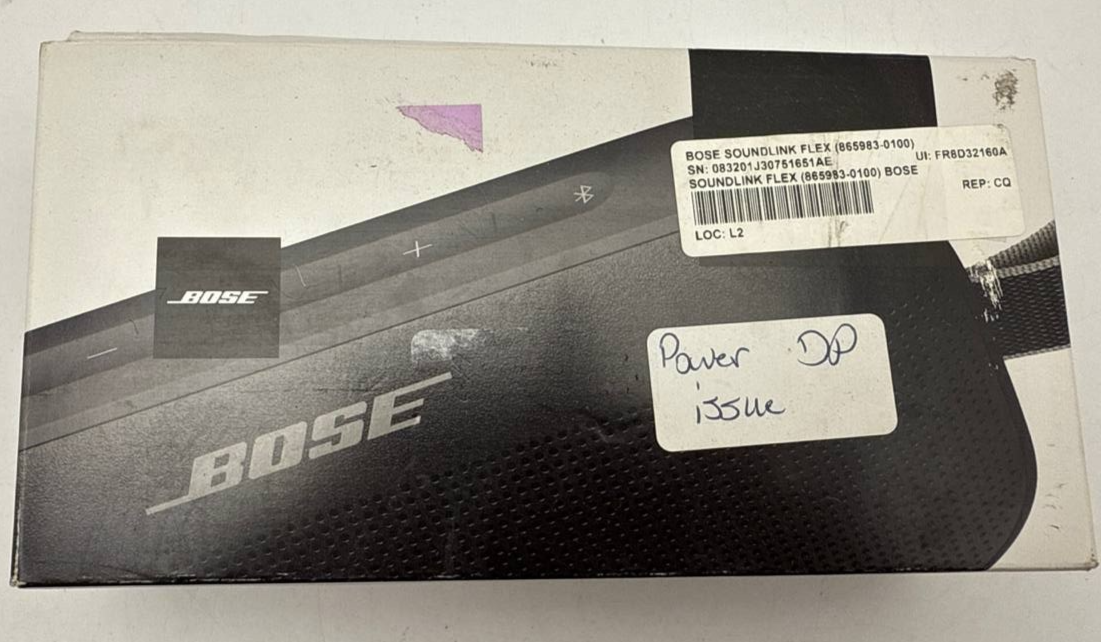 BOSE SOUNDLINK FLEX (865983-0100)
SN: 083201J30751651AE UI: FR8D32160A
SOUNDLINK FLEX (865983-0100) BOSE
REP: CQ
LOC: L2
BOSE
Power DP
issue
BOSE